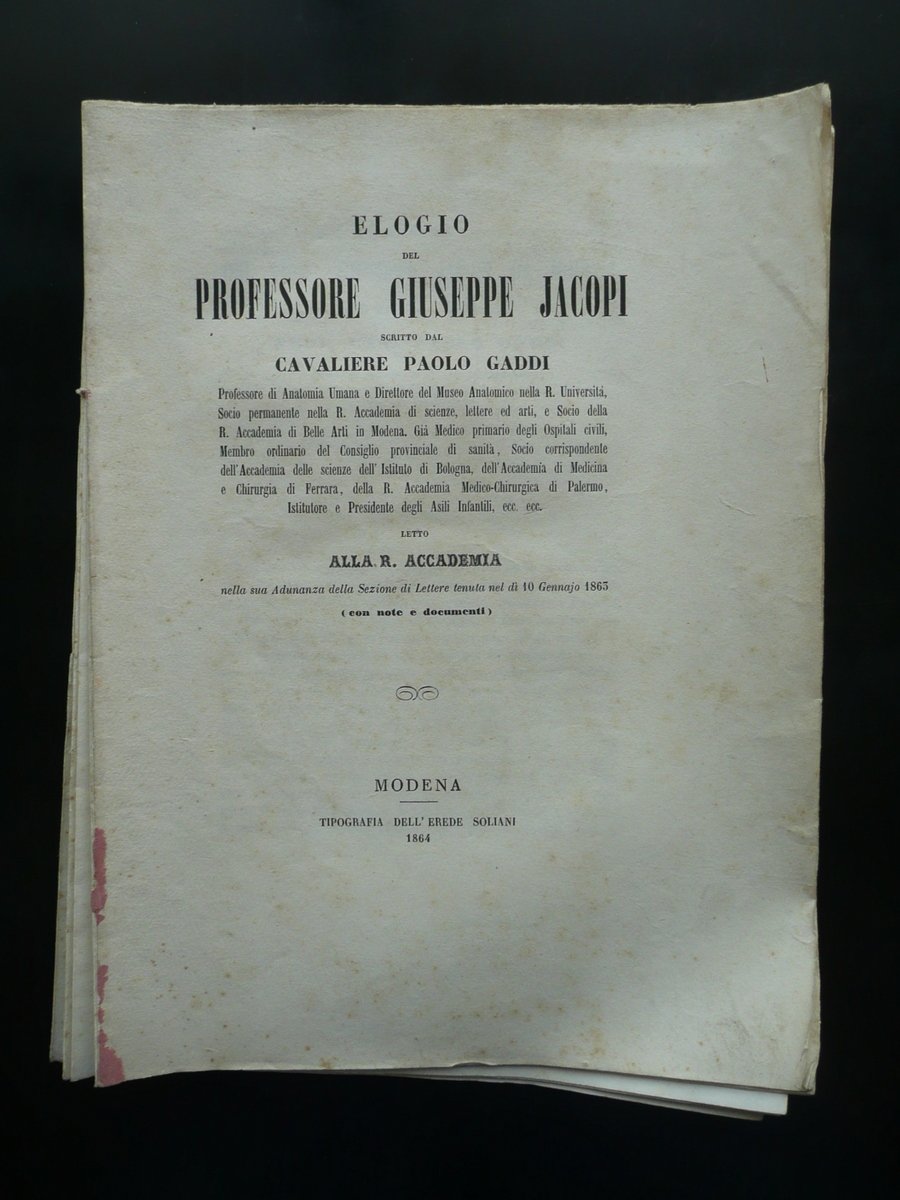 ELOGIO
DEL
PROFESSORE GIUSEPPE JACOPI
SCRITTO DAL
CAVALIERE PAOLO GADDI
Professore di Anatomia Umana e Direttore del Museo Anatomico nella R. Universitá,
Socio permanente nella R. Accademia di scienze, lettere ed arti, e Socio della
R. Accademia di Belle Arti in Modena. Giá Medico primario degli Ospitali civili,
Membro ordinario del Consiglio provinciale di sanità, Socio corrispondente
dell'Accademia delle scienze dell'Istituto di Bologna, dell'Accademia di Medicina
e Chirurgia di Ferrara, della R. Accademia Medico-Chirurgica di Palermo,
Istitutore e Presidente degli Asili Infantili, ecc. ecc.
LETTO
ALLA R. ACCADEMIA
nella sua Adunanza della Sezione di Lettere tenuta nel dì 10 Gennajo 1863
(con note e documenti)
MODENA
TIPOGRAFIA DELL'EREDE SOLIANI
1864